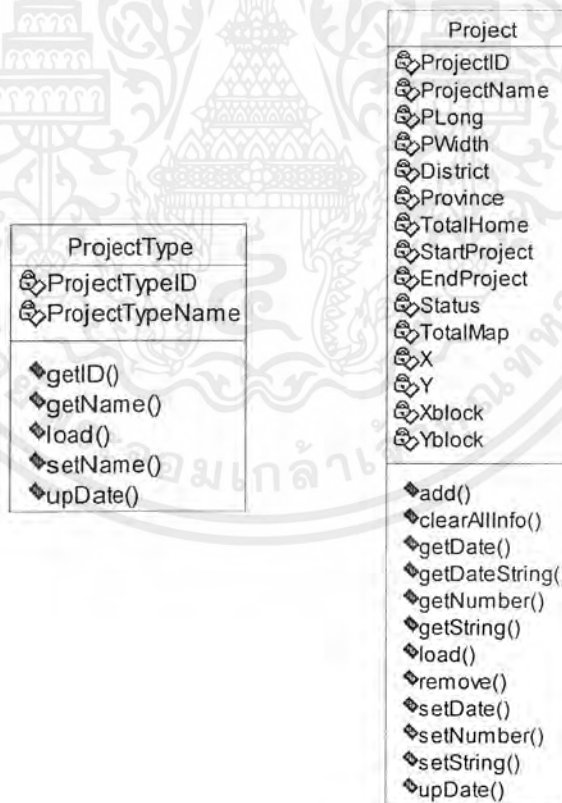 ProjectType
ProjectTypeID
ProjectTypeName
getID()
getName()
load()
setName()
upDate()
Project
ProjectID
ProjectName
PLong
PWidth
District
Province
TotalHome
StartProject
EndProject
Status
TotalMap
X
Y
Xblock
Yblock
add()
clearAllInfo()
getDate()
getDateString(
getNumber()
getString()
load()
remove()
setDate()
setNumber()
setString()
upDate()